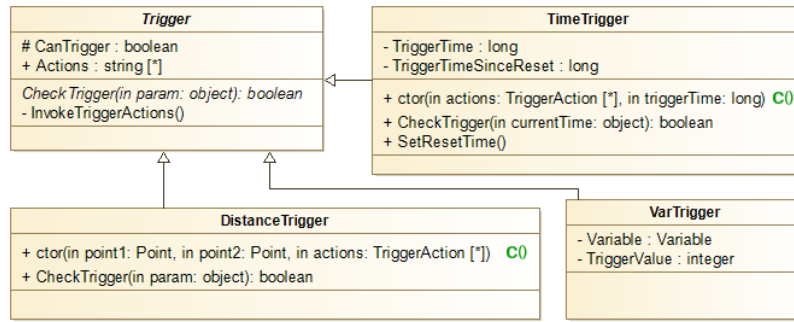 Trigger
# CanTrigger : boolean
+ Actions : string [*]
CheckTrigger(in param: object): boolean
- InvokeTriggerActions()
TimeTrigger
- TriggerTime : long
- TriggerTimeSinceReset : long
+ ctor(in actions: TriggerAction [*], in triggerTime: long) C()
+ CheckTrigger(in currentTime: object): boolean
+ SetResetTime()
DistanceTrigger
+ ctor(in point1: Point, in point2: Point, in actions: TriggerAction [*]) C()
+ CheckTrigger(in param: object): boolean
VarTrigger
- Variable : Variable
- TriggerValue : integer